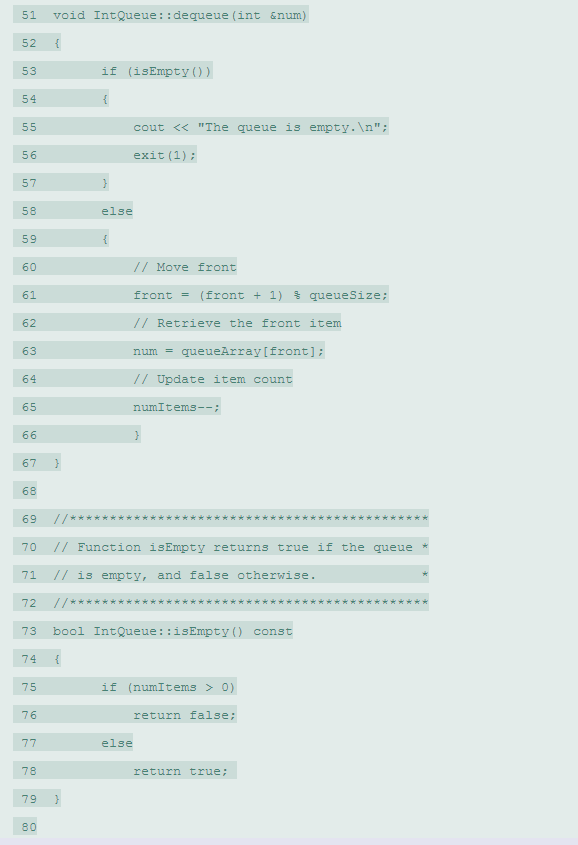 51  void IntQueue::dequeue(int &num)
52  {
53        if (isEmpty())
54        {
55            cout << "The queue is empty.\n";
56            exit(1);
57        }
58        else
59        {
60            // Move front
61            front = (front + 1) % queueSize;
62            // Retrieve the front item
63            num = queueArray[front];
64            // Update item count
65            numItems--;
66            }
67  }
68
69  //*********************************************
70  // Function isEmpty returns true if the queue *
71  // is empty, and false otherwise.             *
72  //*********************************************
73  bool IntQueue::isEmpty() const
74  {
75        if (numItems > 0)
76            return false;
77        else
78            return true;
79  }
80